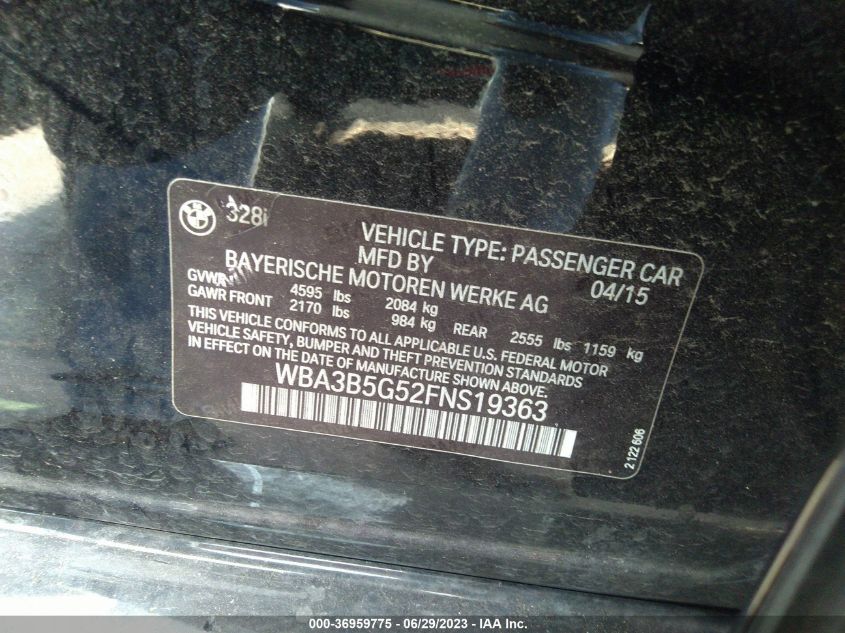 328i
VEHICLE TYPE: PASSENGER CAR
MFD BY 04/15
BAYERISCHE MOTOREN WERKE AG
GVWR 4595 lbs 2084 kg
GAWR FRONT 2170 lbs 984 kg REAR 2555 lbs 1159 kg
THIS VEHICLE CONFORMS TO ALL APPLICABLE U.S. FEDERAL MOTOR
VEHICLE SAFETY, BUMPER AND THEFT PREVENTION STANDARDS
IN EFFECT ON THE DATE OF MANUFACTURE SHOWN ABOVE.
WBA3B5G52FNS19363
2 122 606
000-36959775 - 06/29/2023 - IAA Inc.